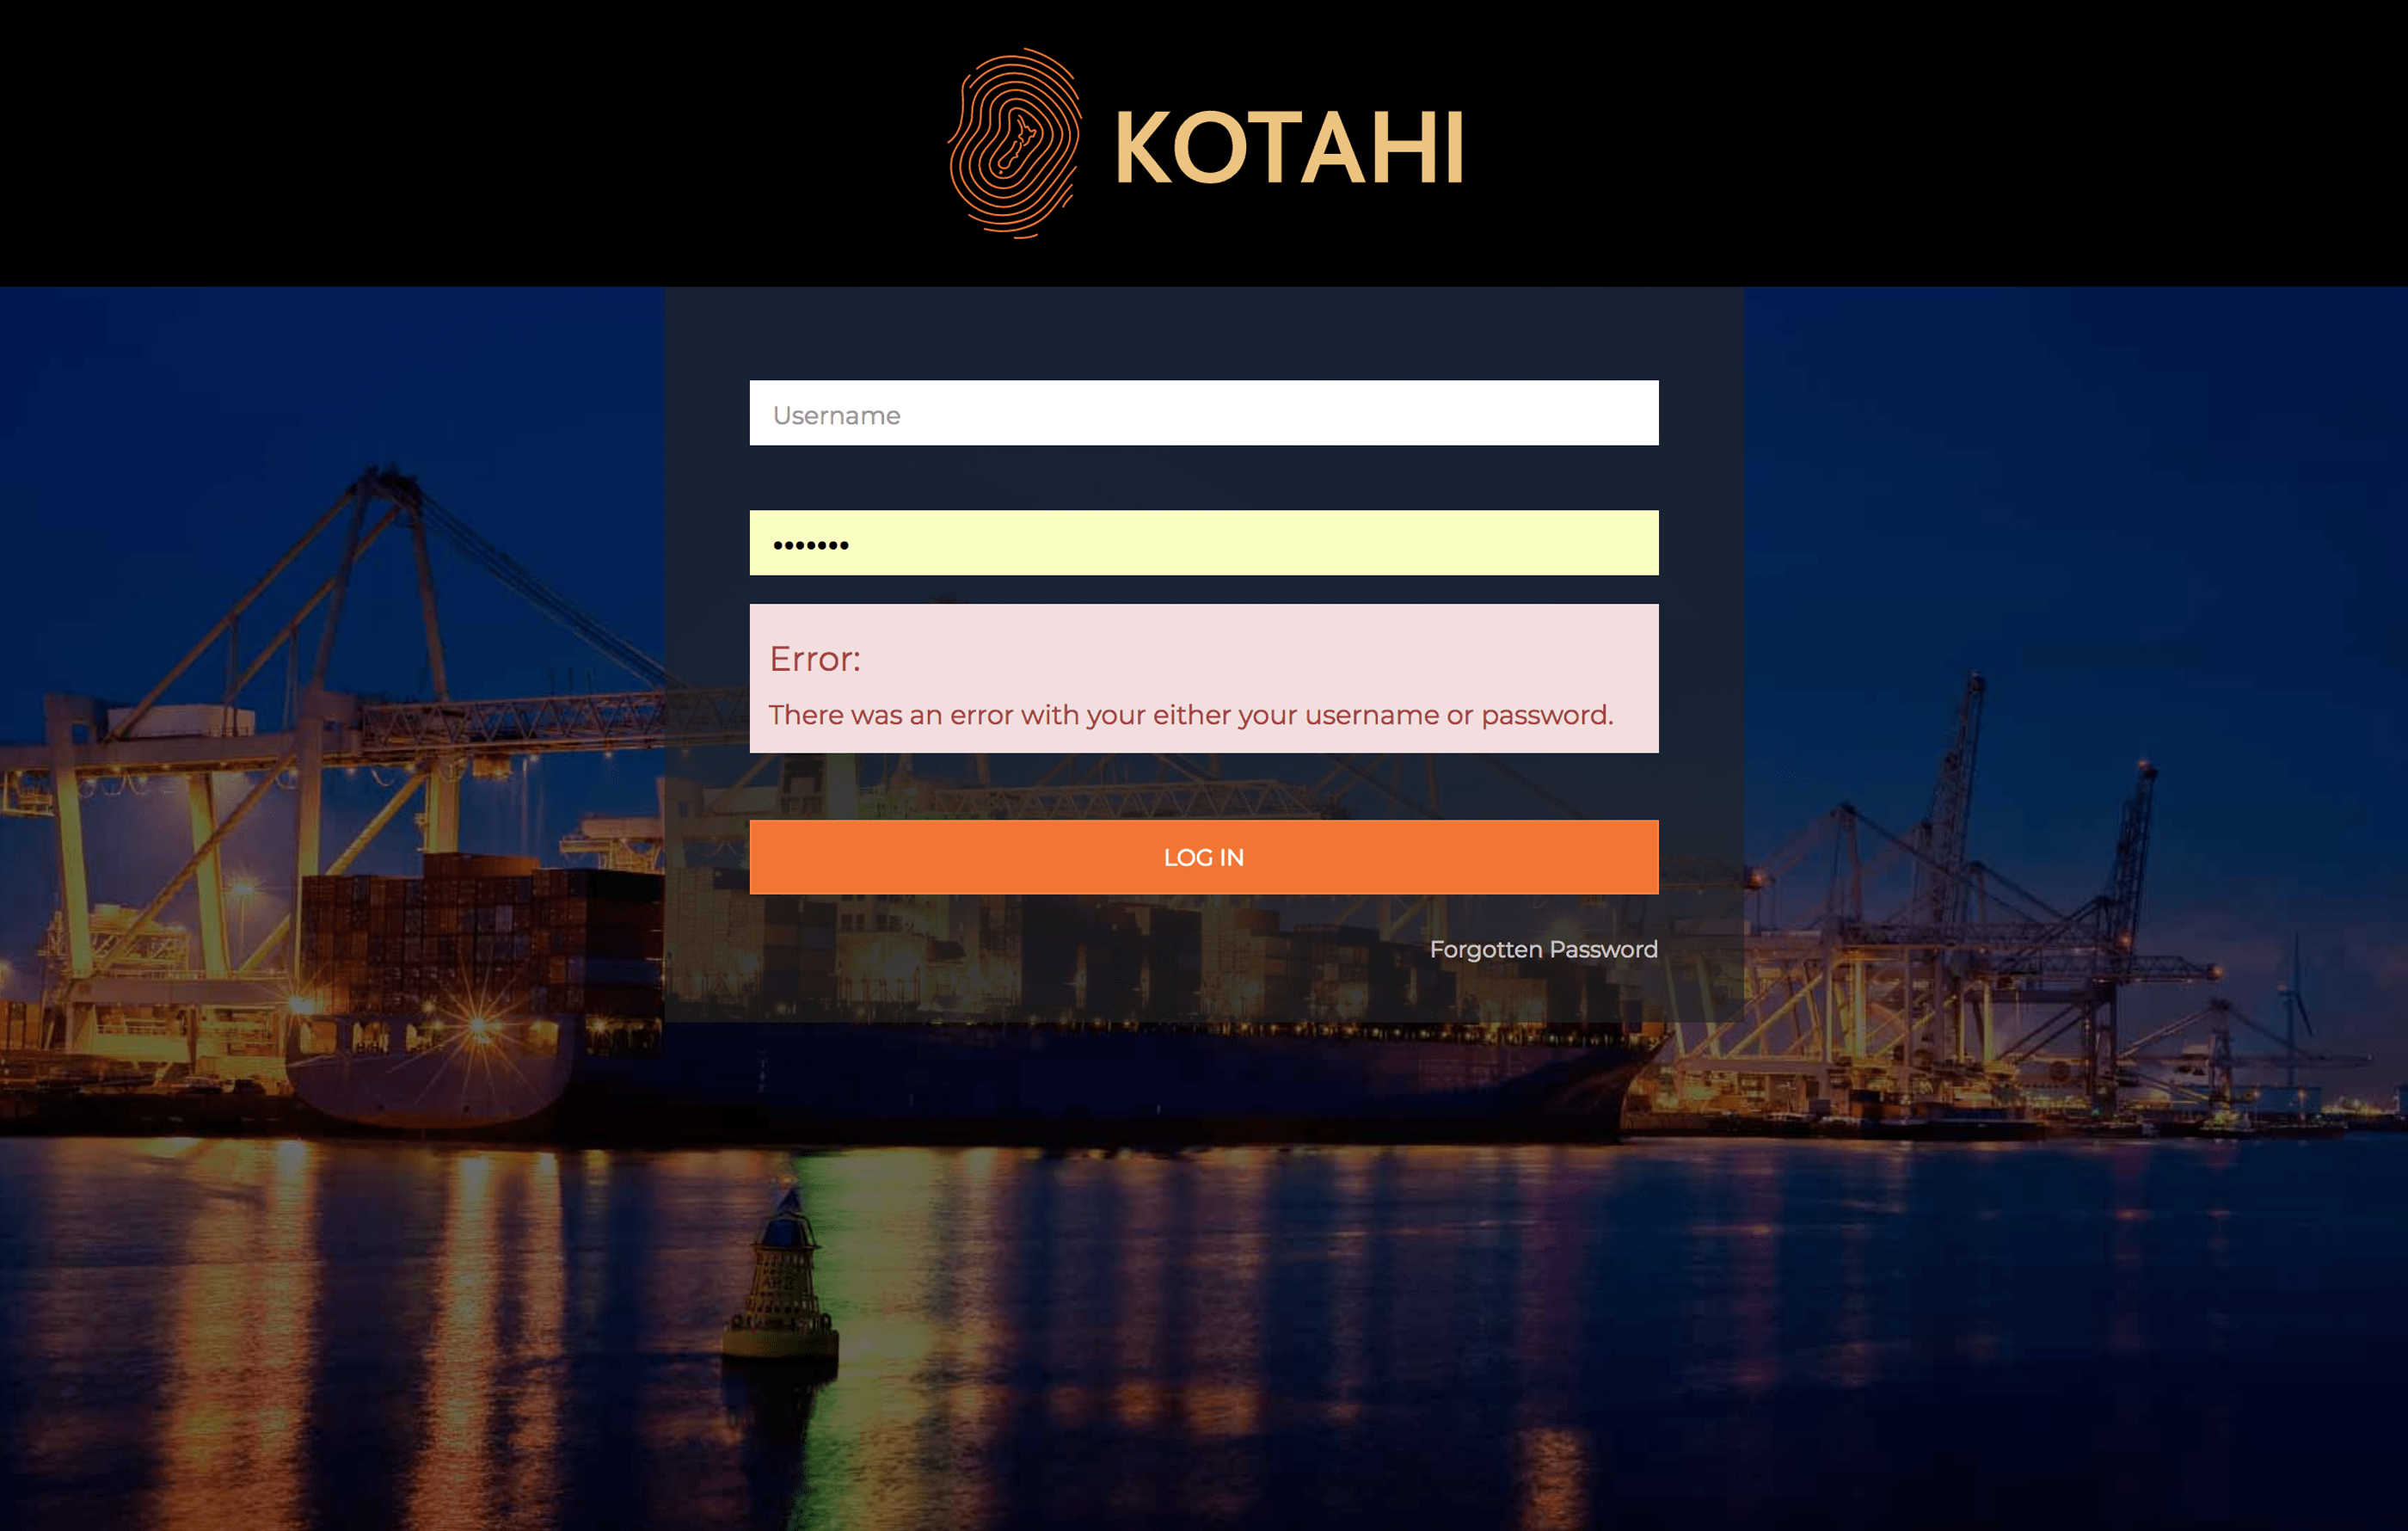 KOTAHI
Username
•••••••
Error:
There was an error with your either your username or password.
LOG IN
Forgotten Password